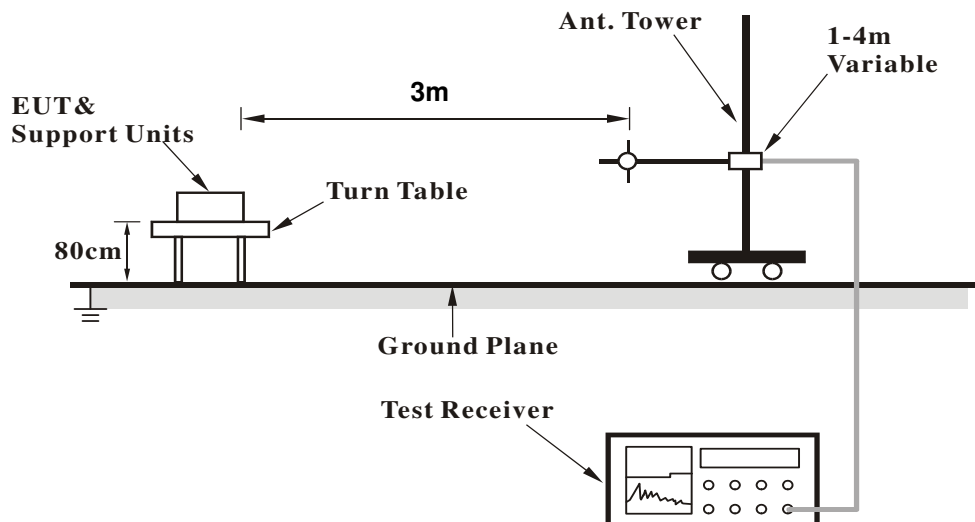 Ant. Tower
1-4m
Variable
3m
EUT&
Support Units
Turn Table
80cm
Ground Plane
Test Receiver